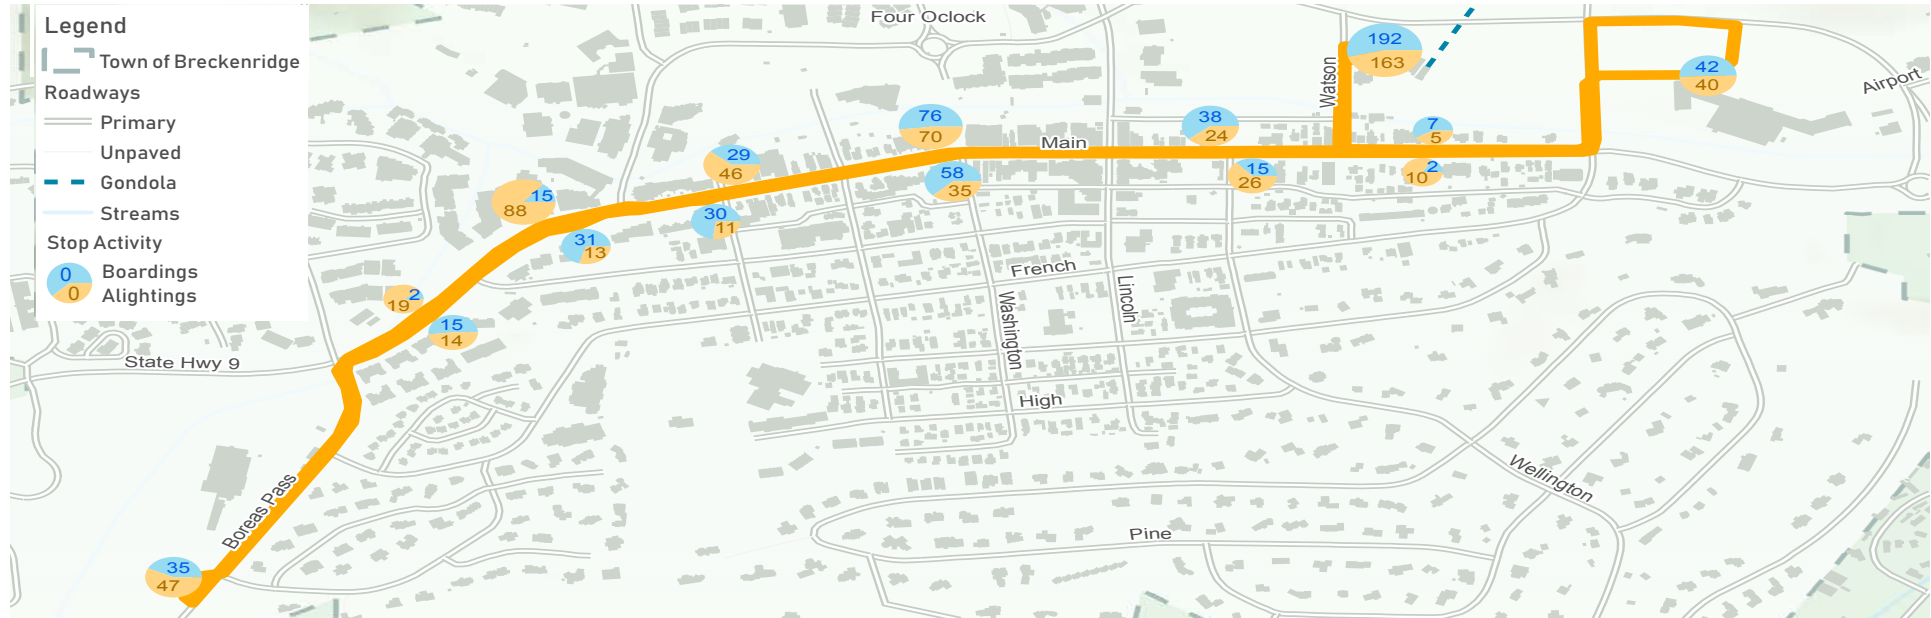 Legend
Town of Breckenridge
Roadways
Primary
Unpaved
Gondola
Streams
Stop Activity
0
Boardings
0
Alightings
Four Oclock
192
163
Watson
42
40
Airport
76
70
38
24
7
5
Main
29
46
58
35
15
26
2
10
15
88
30
11
31
13
French
Lincoln
Washington
2
19
15
14
State Hwy 9
High
Wellington
Boreas Pass
Pine
35
47